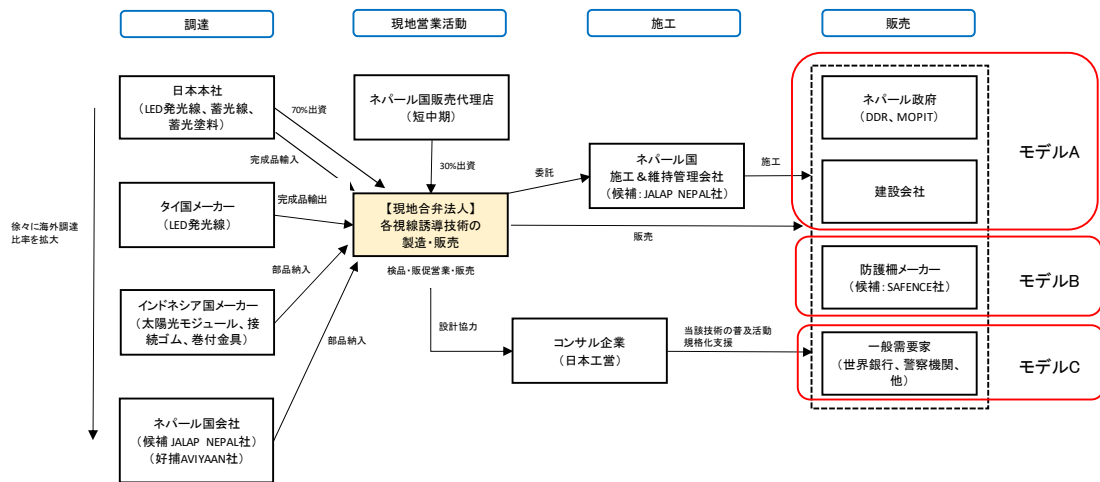 調達
現地営業活動
施工
販売
日本本社
（LED発光線、蓄光線、
蓄光塗料）
70%出資
完成品輸入
ネパール国販売代理店
（短中期）
30%出資
ネパール政府
（DDR、MOPIT）
モデルA
建設会社
ネパール国
施工＆維持管理会社
（候補：JALAP NEPAL社）
委託
施工
タイ国メーカー
（LED発光線）
完成品輸出
【現地合弁法人】
各視線誘導技術の
製造・販売
検品・販促営業・販売
販売
徐々に海外調達
比率を拡大
インドネシア国メーカー
（太陽光モジュール、接
続ゴム、巻付金具）
部品納入
部品納入
防護柵メーカー
（候補：SAFENCE社）
モデルB
設計協力
コンサル企業
（日本工営）
当該技術の普及活動
規格化支援
一般需要家
（世界銀行、警察機関、
他）
モデルC
ネパール国会社
（候補 JALAP NEPAL社）
（好捕AVIYAAN社）